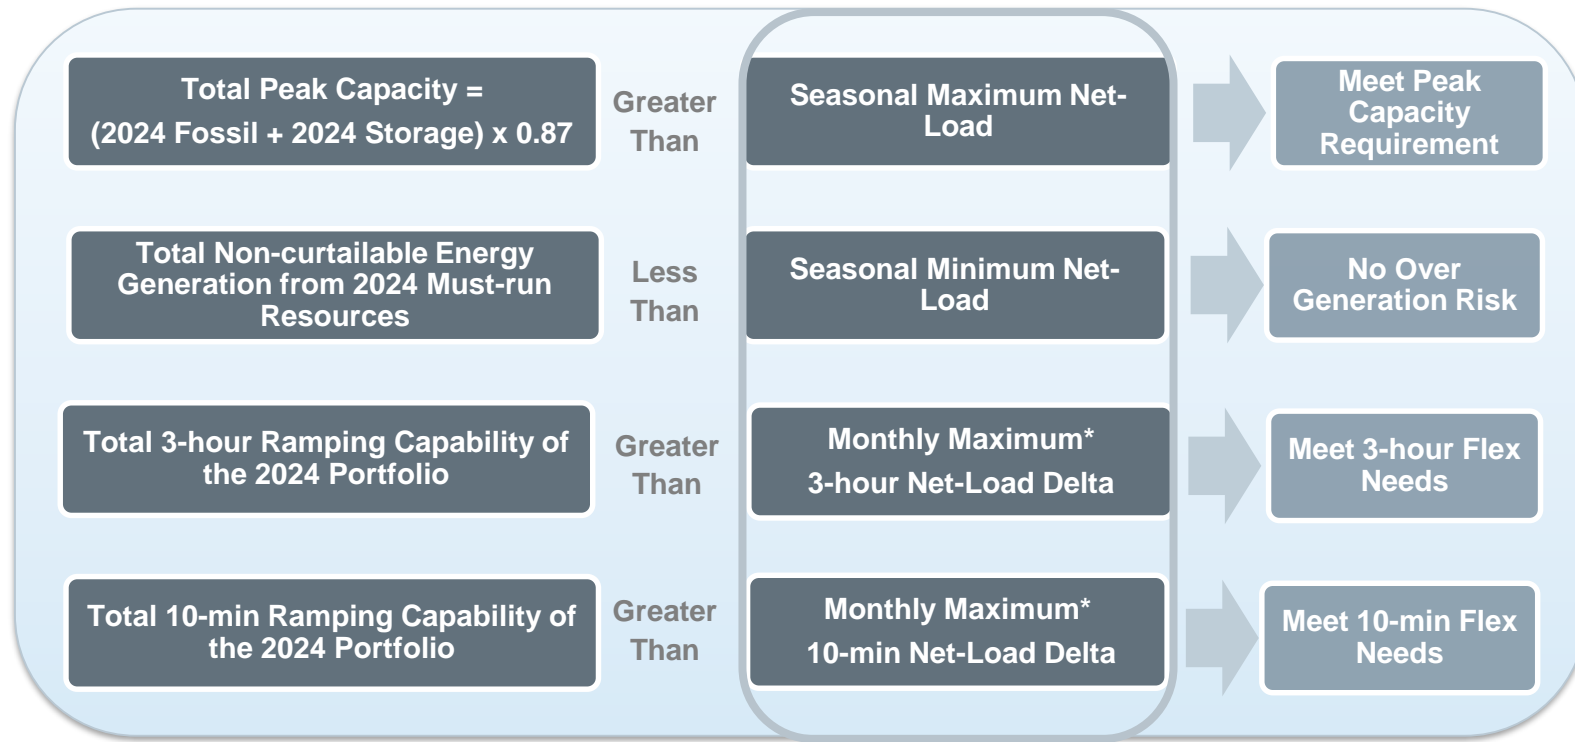 Total Peak Capacity =
(2024 Fossil + 2024 Storage) x 0.87
Greater
Than
Seasonal Maximum Net-
Load
Meet Peak
Capacity
Requirement
Total Non-curtailable Energy
Generation from 2024 Must-run
Resources
Less
Than
Seasonal Minimum Net-
Load
No Over
Generation Risk
Total 3-hour Ramping Capability of
the 2024 Portfolio
Greater
Than
Monthly Maximum*
3-hour Net-Load Delta
Meet 3-hour Flex
Needs
Total 10-min Ramping Capability of
the 2024 Portfolio
Greater
Than
Monthly Maximum*
10-min Net-Load Delta
Meet 10-min Flex
Needs